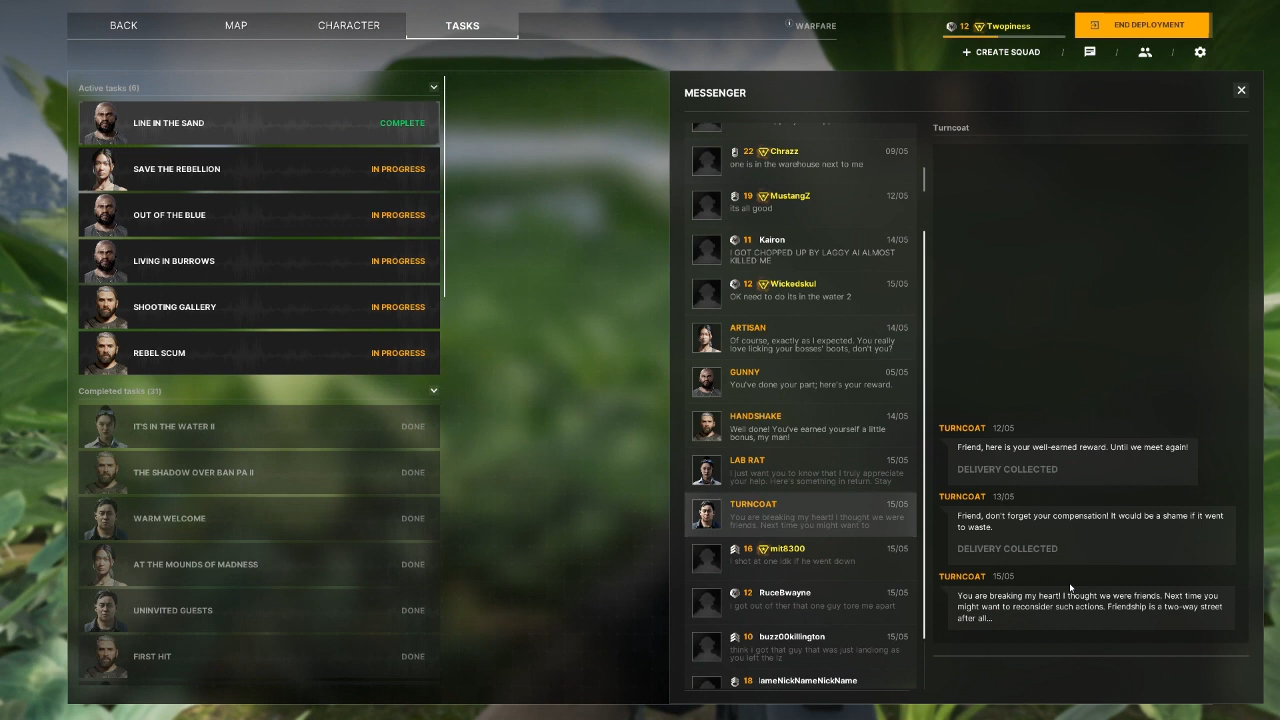 BACK
MAP
CHARACTER
TASKS
WARFARE
12 Twopiness
END DEPLOYMENT
+ CREATE SQUAD
Active tasks (6)
LINE IN THE SAND COMPLETE
SAVE THE REBELLION IN PROGRESS
OUT OF THE BLUE IN PROGRESS
LIVING IN BURROWS IN PROGRESS
SHOOTING GALLERY IN PROGRESS
REBEL SCUM IN PROGRESS
Completed tasks (31)
IT'S IN THE WATER II DONE
THE SHADOW OVER BAN PA II DONE
WARM WELCOME DONE
AT THE MOUNDS OF MADNESS DONE
UNINVITED GUESTS DONE
FIRST HIT DONE
MESSENGER
22 Chrazz 09/05
one is in the warehouse next to me
19 MustangZ 12/05
its all good
11 Kairon 14/05
I GOT CHOPPED UP BY LAGGY AI ALMOST
KILLED ME
12 Wickedskul 15/05
OK need to do its in the water 2
ARTISAN 14/05
Of course, exactly as I expected. You really
love licking your bosses' boots, don't you?
GUNNY 05/05
You've done your part; here's your reward.
HANDSHAKE 14/05
Well done! You've earned yourself a little
bonus, my man!
LAB RAT 15/05
I just want you to know that I truly appreciate
your help. Here's something in return. Stay
TURNCOAT 15/05
You are breaking my heart! I thought we were
friends. Next time you might want to
16 mit8300 15/05
I shot at one idk if he went down
12 RuceBwayne 15/05
i got out of ther that one guy tore me apart
10 buzz00killington 15/05
think i got that guy that was just landiong as
you left the lz
18 lameNickNameNickName
Turncoat
TURNCOAT 12/05
Friend, here is your well-earned reward. Until we meet again!
DELIVERY COLLECTED
TURNCOAT 13/05
Friend, don't forget your compensation! It would be a shame if it went
to waste.
DELIVERY COLLECTED
TURNCOAT 15/05
You are breaking my heart! I thought we were friends. Next time you
might want to reconsider such actions. Friendship is a two-way street
after all...